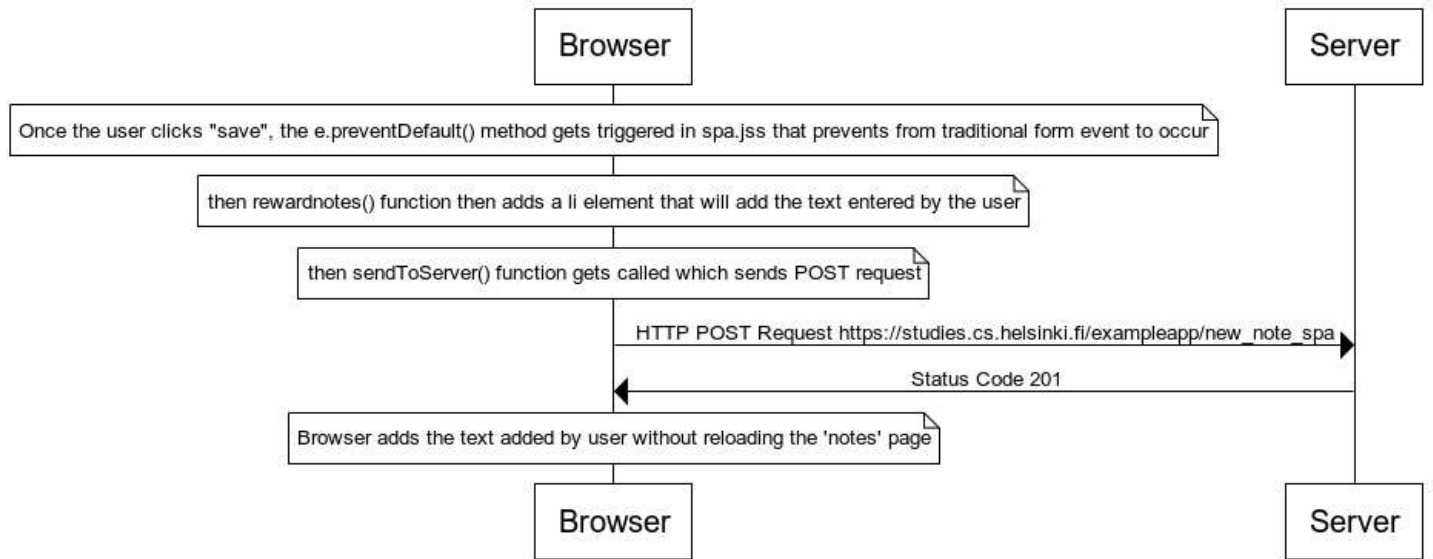 Browser Server
Once the user clicks "save", the e.preventDefault() method gets triggered in spa.jss that prevents from traditional form event to occur
then rewardnotes() function then adds a li element that will add the text entered by the user
then sendToServer() function gets called which sends POST request
HTTP POST Request https://studies.cs.helsinki.fi/exampleapp/new_note_spa
Status Code 201
Browser adds the text added by user without reloading the 'notes' page
Browser Server